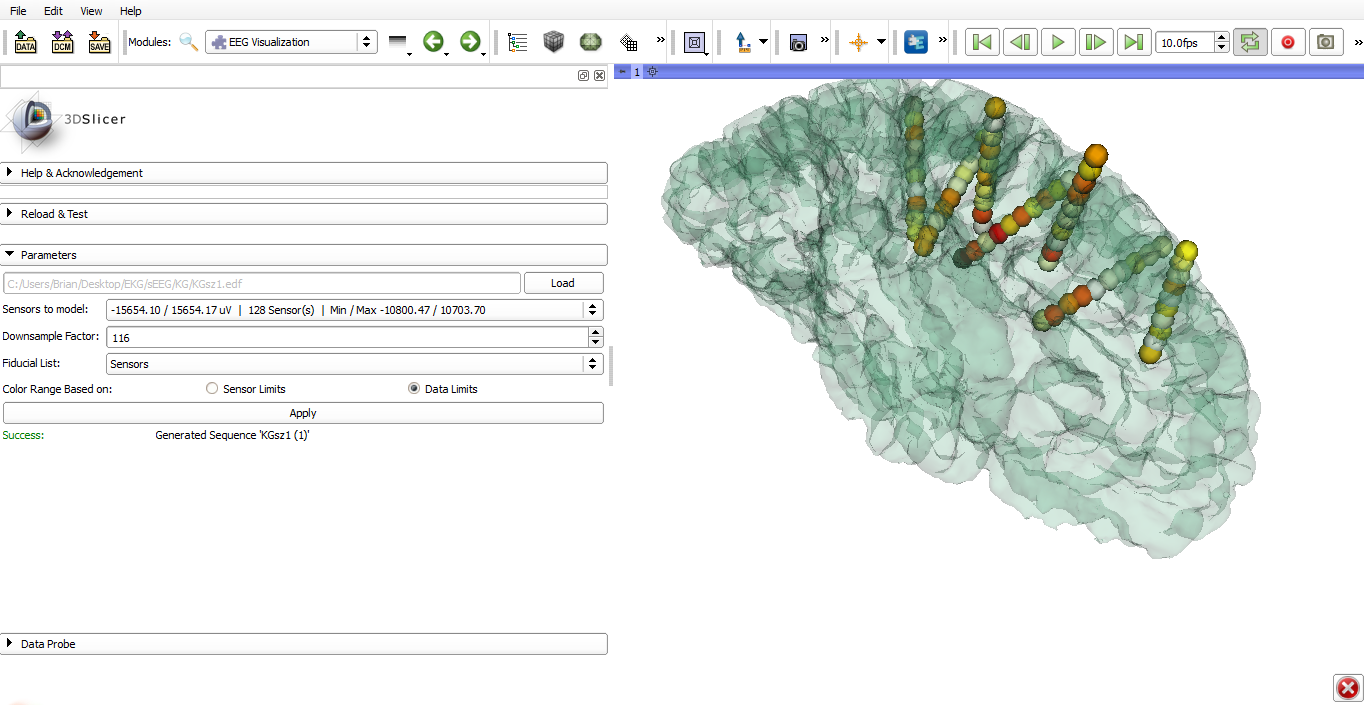 File Edit View Help
DATA DCM SAVE Modules: EEG Visualization 10.0fps
1
3DSlicer
Help & Acknowledgement
Reload & Test
Parameters
C:/Users/Brian/Desktop/EKG/sEEG/KG/KGsz1.edf Load
Sensors to model: -15654.10 / 15654.17 uV | 128 Sensor(s) | Min / Max -10800.47 / 10703.70
Downsample Factor: 116
Fiducial List: Sensors
Color Range Based on: Sensor Limits Data Limits
Apply
Success: Generated Sequence 'KGsz1 (1)'
Data Probe